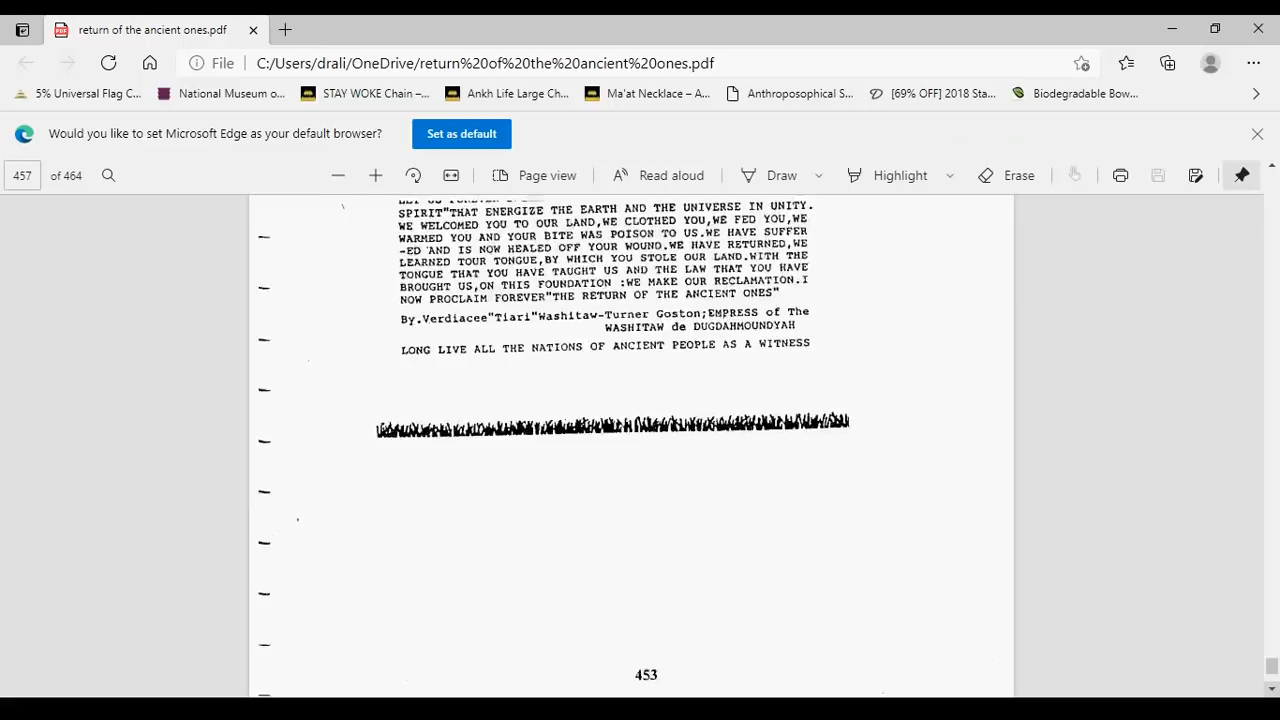 return of the ancient ones.pdf
File C:/Users/drali/OneDrive/return%20of%20the%20ancient%20ones.pdf
5% Universal Flag C... National Museum o... STAY WOKE Chain –... Ankh Life Large Ch... Ma'at Necklace – A... Anthroposophical S... [69% OFF] 2018 Sta... Biodegradable Bow...
Would you like to set Microsoft Edge as your default browser? Set as default
457 of 464 Page view Read aloud Draw Highlight Erase
LET US FOREVER
SPIRIT"THAT ENERGIZE THE EARTH AND THE UNIVERSE IN UNITY.
WE WELCOMED YOU TO OUR LAND,WE CLOTHED YOU,WE FED YOU,WE
WARMED YOU AND YOUR BITE WAS POISON TO US.WE HAVE SUFFER
-ED AND IS NOW HEALED OFF YOUR WOUND.WE HAVE RETURNED,WE
LEARNED TOUR TONGUE,BY WHICH YOU STOLE OUR LAND.WITH THE
TONGUE THAT YOU HAVE TAUGHT US AND THE LAW THAT YOU HAVE
BROUGHT US,ON THIS FOUNDATION :WE MAKE OUR RECLAMATION.I
NOW PROCLAIM FOREVER"THE RETURN OF THE ANCIENT ONES"
By.Verdiacee"Tiari"Washitaw-Turner Goston;EMPRESS of The
WASHITAW de DUGDAHMOUNDYAH
LONG LIVE ALL THE NATIONS OF ANCIENT PEOPLE AS A WITNESS
453